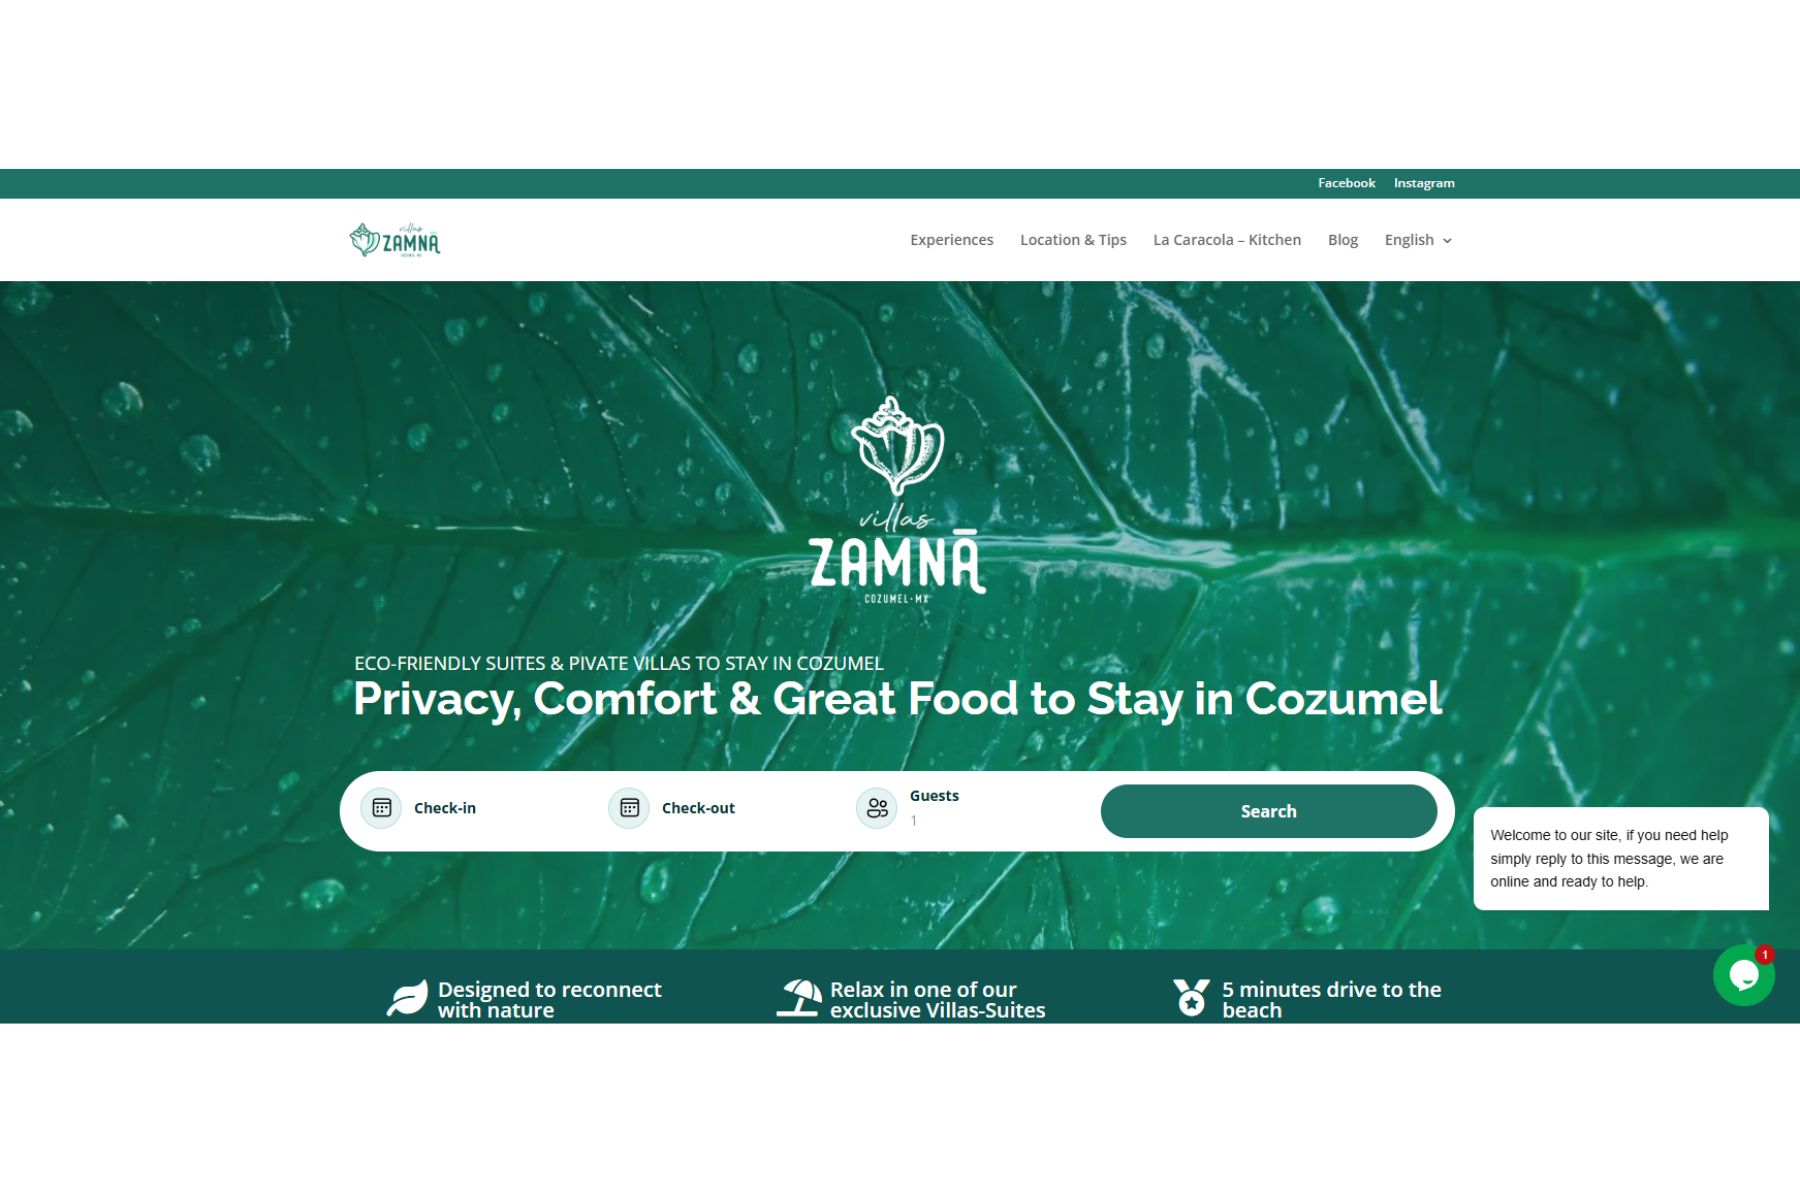 Facebook Instagram
villas
ZAMNĀ
Experiences Location & Tips La Caracola – Kitchen Blog English
villas
ZAMNĀ
COZUMEL·MX
ECO-FRIENDLY SUITES & PIVATE VILLAS TO STAY IN COZUMEL
Privacy, Comfort & Great Food to Stay in Cozumel
Check-in
Check-out
Guests
1
Search
Welcome to our site, if you need help
simply reply to this message, we are
online and ready to help.
1
Designed to reconnect
with nature
Relax in one of our
exclusive Villas-Suites
5 minutes drive to the
beach